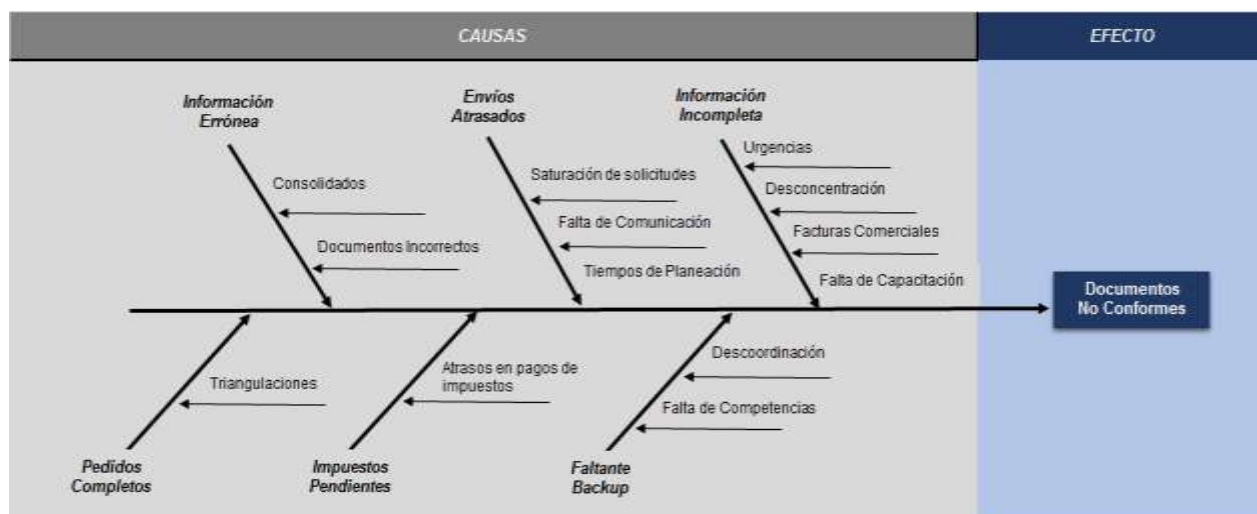 CAUSAS
EFECTO
Información
Errónea
Envíos
Atrasados
Información
Incompleta
Urgencias
Consolidados
Saturación de solicitudes
Desconcentración
Documentos Incorrectos
Falta de Comunicación
Facturas Comerciales
Tiempos de Planeación
Falta de Capacitación
Documentos
No Conformes
Triangulaciones
Atrasos en pagos de
impuestos
Descoordinación
Falta de Competencias
Pedidos
Completos
Impuestos
Pendientes
Faltante
Backup